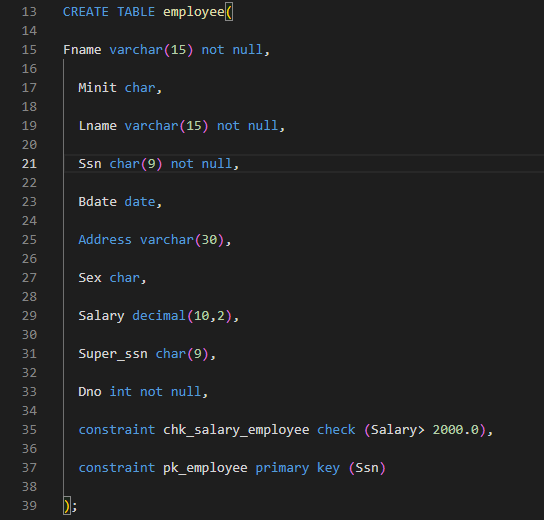 13 CREATE TABLE employee(
14
15 Fname varchar(15) not null,
16
17 Minit char,
18
19 Lname varchar(15) not null,
20
21 Ssn char(9) not null,
22
23 Bdate date,
24
25 Address varchar(30),
26
27 Sex char,
28
29 Salary decimal(10,2),
30
31 Super_ssn char(9),
32
33 Dno int not null,
34
35 constraint chk_salary_employee check (Salary> 2000.0),
36
37 constraint pk_employee primary key (Ssn)
38
39 );